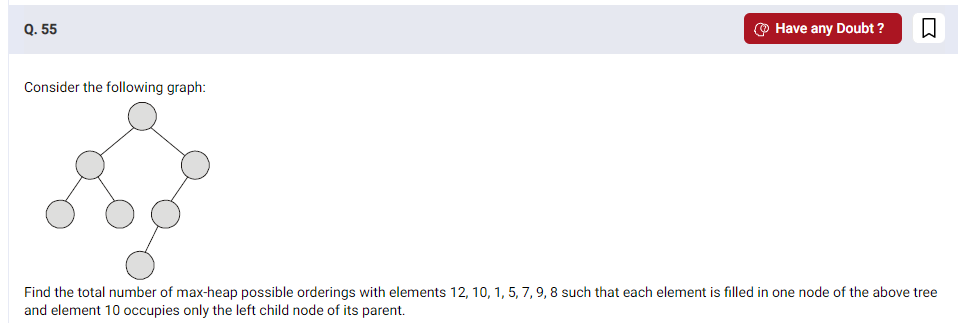 Q. 55
Have any Doubt ?
Consider the following graph:
Find the total number of max-heap possible orderings with elements 12, 10, 1, 5, 7, 9, 8 such that each element is filled in one node of the above tree
and element 10 occupies only the left child node of its parent.